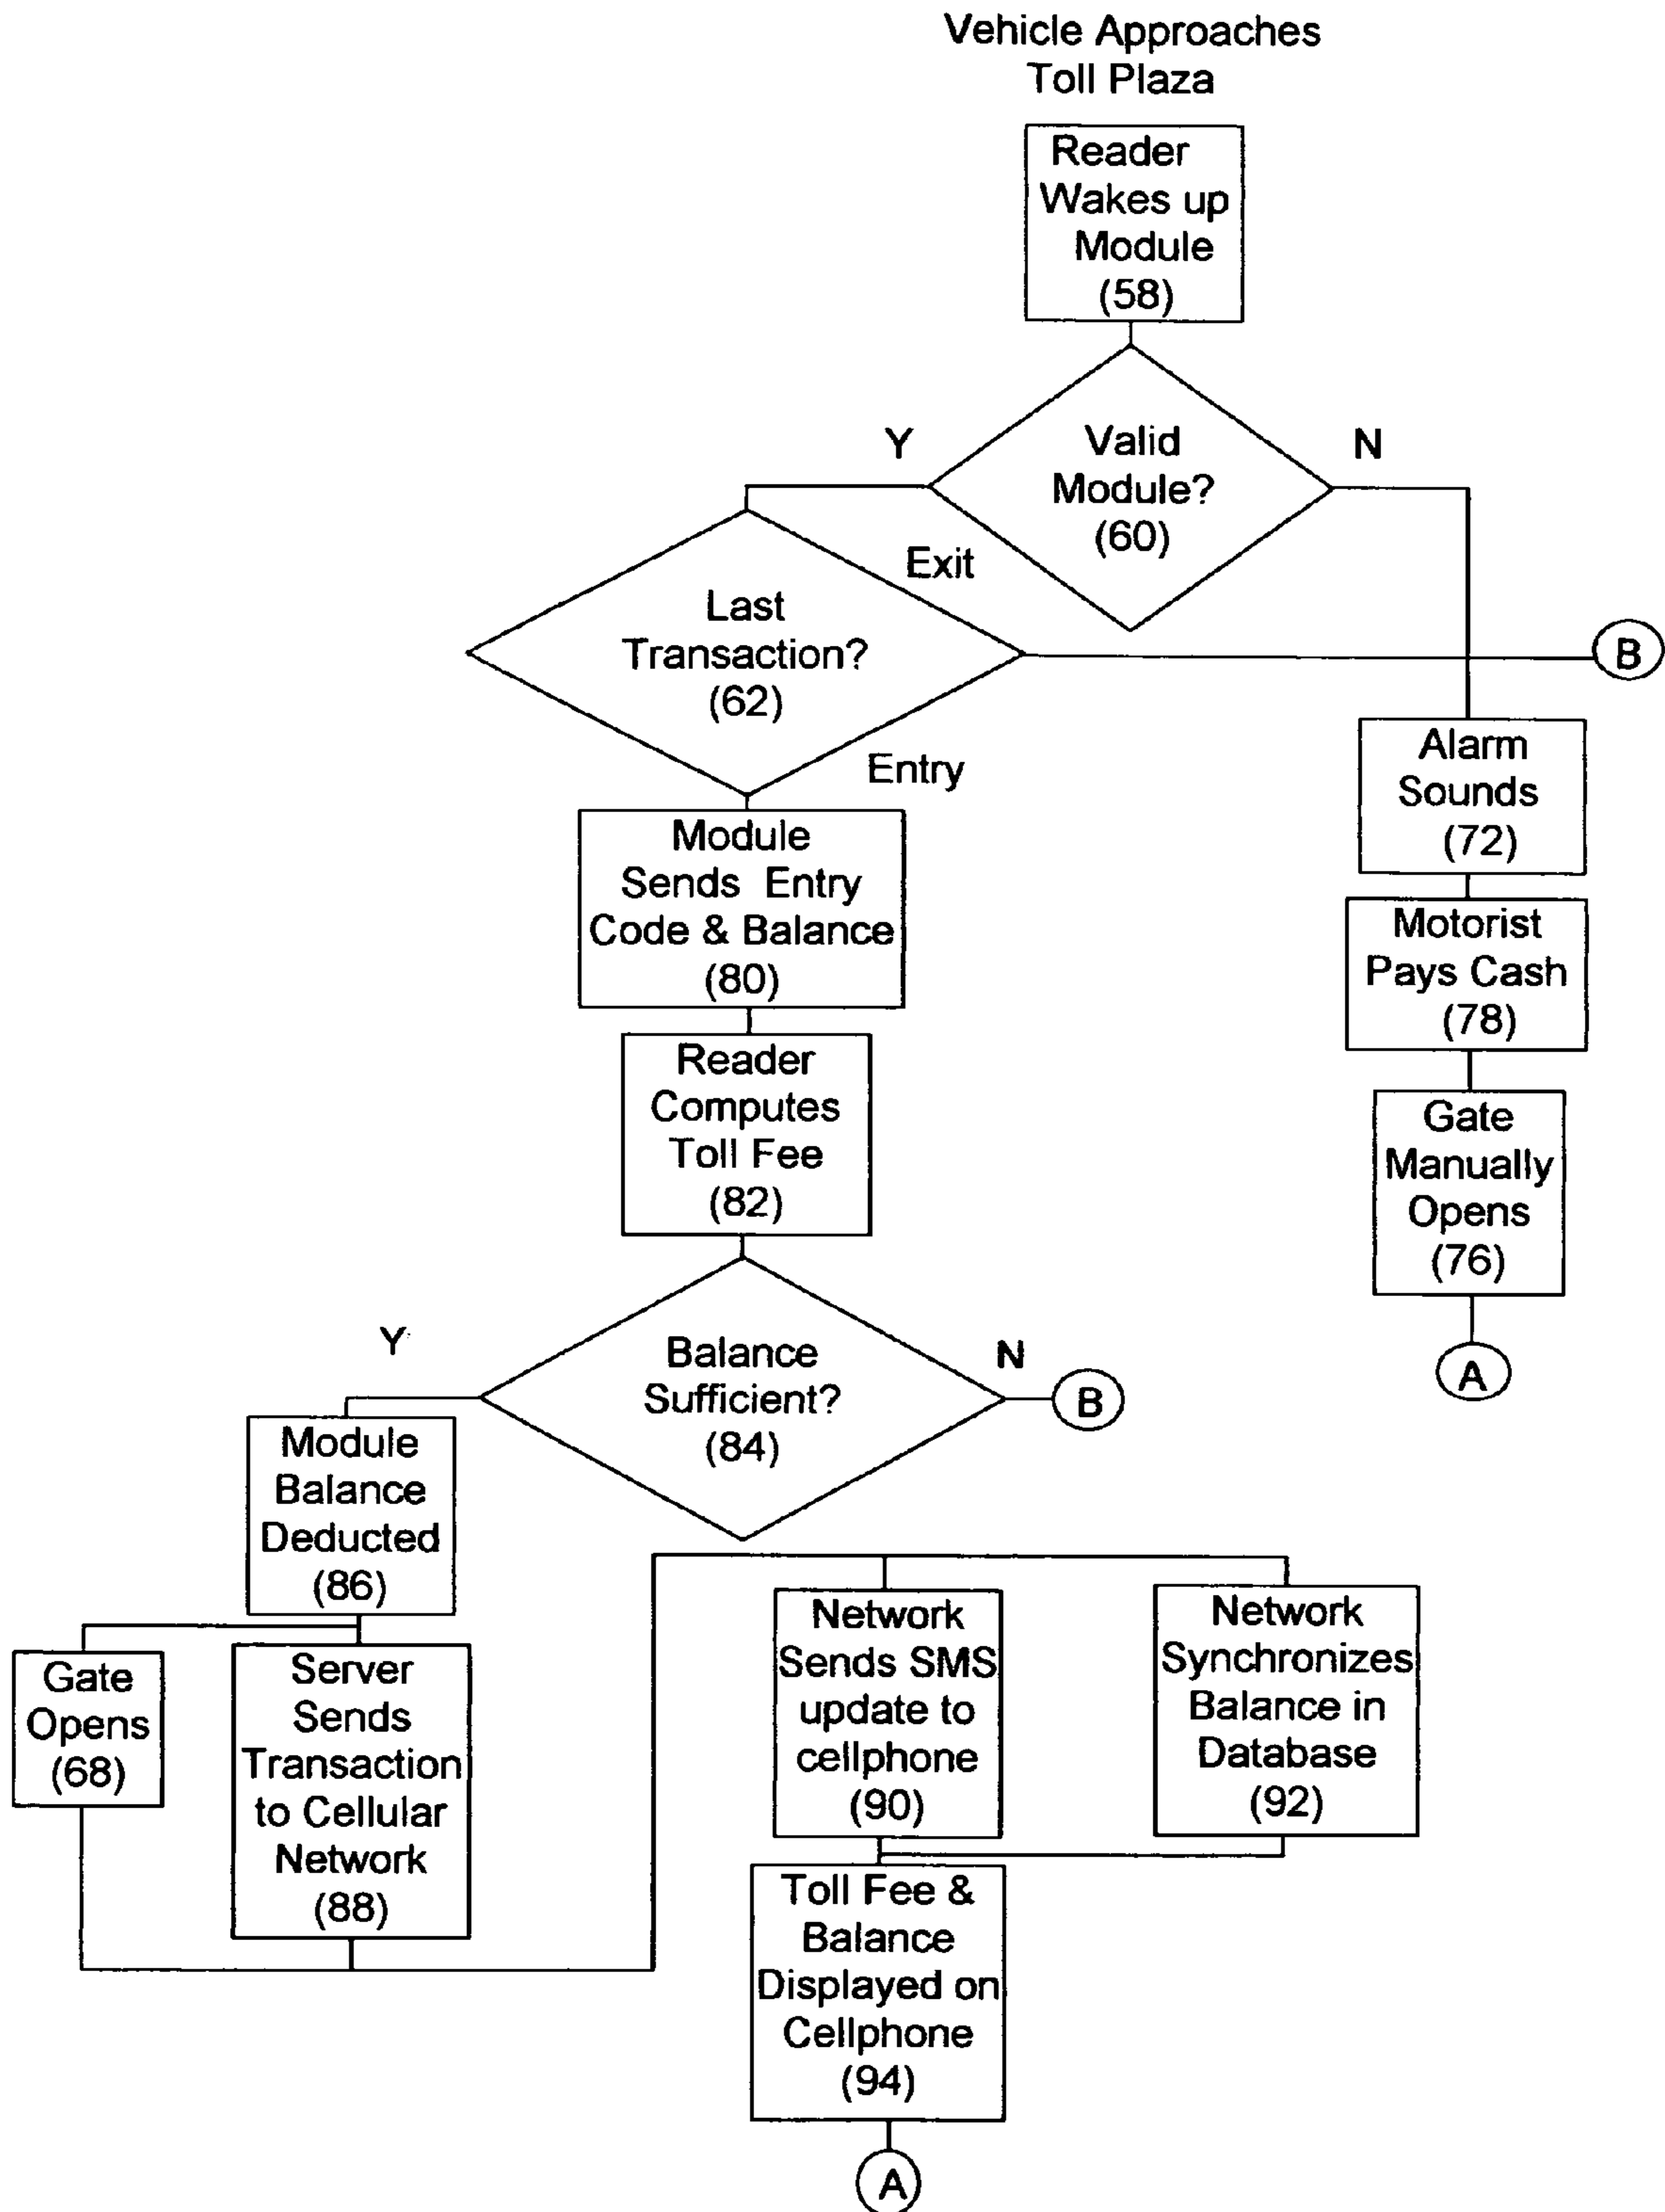 Vehicle Approaches
Toll Plaza
Reader
Wakes up
Module
(58)
Y
Valid
Module?
(60)
N
Exit
Last
Transaction?
(62)
B
Entry
Alarm
Sounds
(72)
Module
Sends Entry
Code & Balance
(80)
Motorist
Pays Cash
(78)
Reader
Computes
Toll Fee
(82)
Gate
Manually
Opens
(76)
A
Y
Balance
Sufficient?
(84)
N
B
Module
Balance
Deducted
(86)
Gate
Opens
(68)
Server
Sends
Transaction
to Cellular
Network
(88)
Network
Sends SMS
update to
cellphone
(90)
Network
Synchronizes
Balance in
Database
(92)
Toll Fee &
Balance
Displayed on
Cellphone
(94)
A